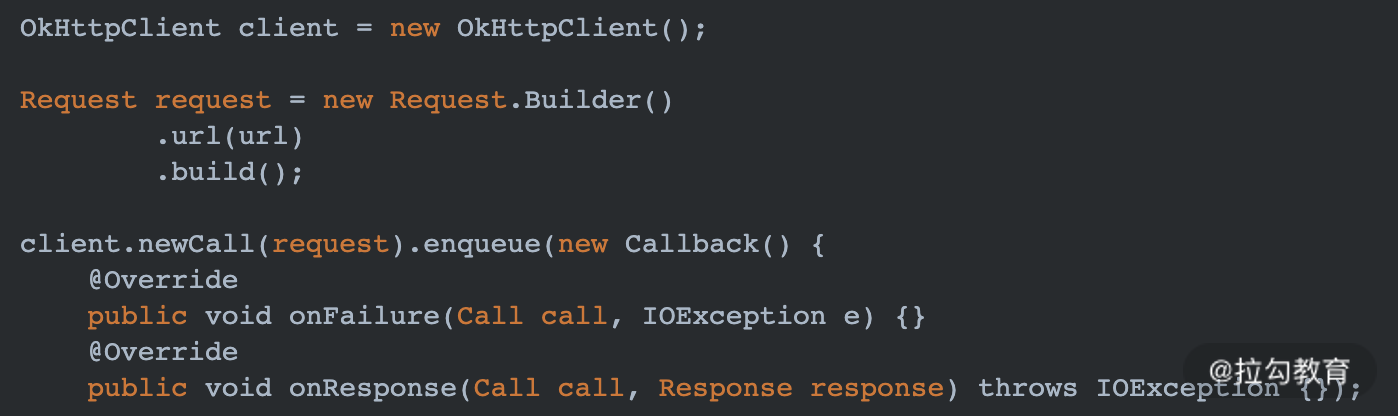 OkHttpClient client = new OkHttpClient();
Request request = new Request.Builder()
.url(url)
.build();
client.newCall(request).enqueue(new Callback() {
@Override
public void onFailure(Call call, IOException e) {}
@Override
public void onResponse(Call call, Response response) throws IOException {});
@拉勾教育